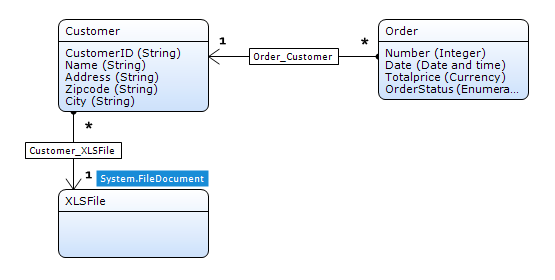 Customer
CustomerID (String)
Name (String)
Address (String)
Zipcode (String)
City (String)
1
Order_Customer
*
Order
Number (Integer)
Date (Date and time)
Totalprice (Currency)
OrderStatus (Enumera...
*
Customer_XLSFile
1
System.FileDocument
XLSFile